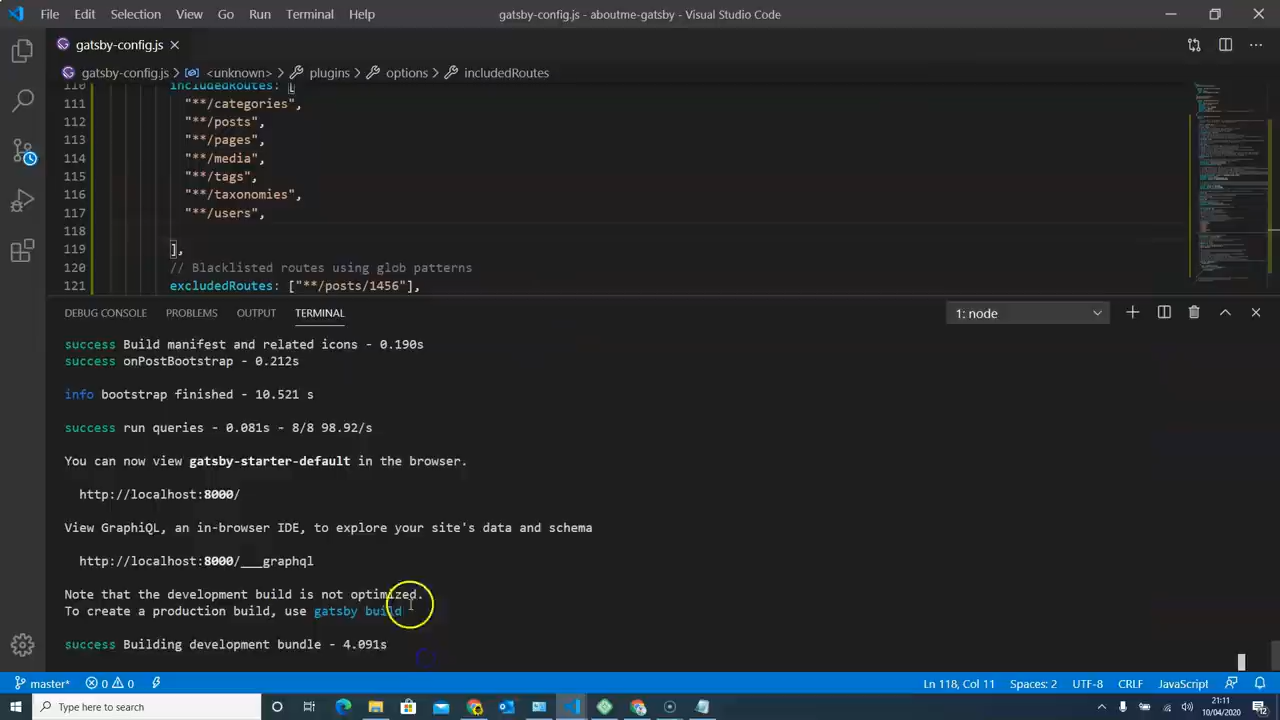 File Edit Selection View Go Run Terminal Help gatsby-config.js - aboutme-gatsby - Visual Studio Code
gatsby-config.js
gatsby-config.js > <unknown> > plugins > options > includedRoutes
110 includedRoutes: [
111 "**/categories",
112 "**/posts",
113 "**/pages",
114 "**/media",
115 "**/tags",
116 "**/taxonomies",
117 "**/users",
118
119 ],
120 // Blacklisted routes using glob patterns
121 excludedRoutes: ["**/posts/1456"],
DEBUG CONSOLE PROBLEMS OUTPUT TERMINAL 1: node
success Build manifest and related icons - 0.190s
success onPostBootstrap - 0.212s
info bootstrap finished - 10.521 s
success run queries - 0.081s - 8/8 98.92/s
You can now view gatsby-starter-default in the browser.
http://localhost:8000/
View GraphiQL, an in-browser IDE, to explore your site's data and schema
http://localhost:8000/___graphql
Note that the development build is not optimized.
To create a production build, use gatsby build
success Building development bundle - 4.091s
master* 0 0 Ln 118, Col 11 Spaces: 2 UTF-8 CRLF JavaScript
Type here to search
21:11
10/04/2020